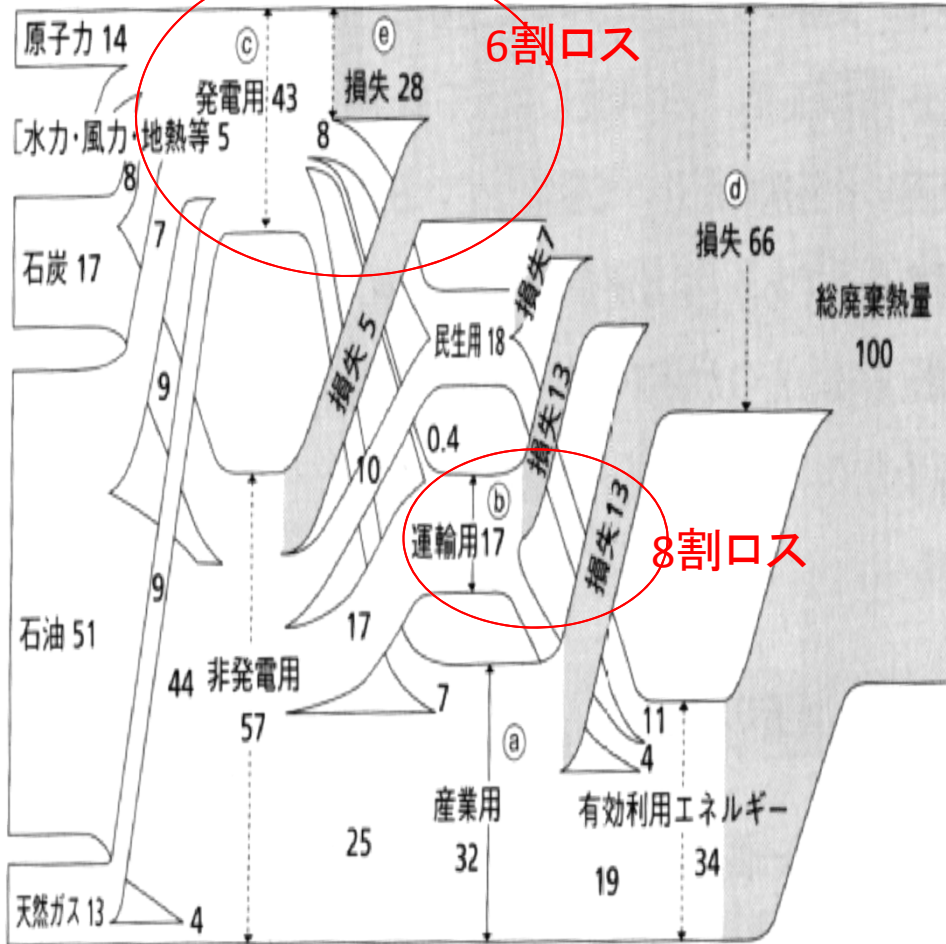 原子力 14
ⓒ
発電用 43
ⓔ
損失 28
6割ロス
[水力・風力・地熱等 5
8
8
7
石炭 17
ⓓ
損失 66
総廃棄熱量
100
損失 7
民生用 18
損失 5
9
損失 13
0.4
10
ⓑ
運輸用17
損失 13
8割ロス
9
石油 51
17
44
非発電用
57
7
ⓐ
11
4
産業用
32
有効利用エネルギー
34
25
19
天然ガス 13
4